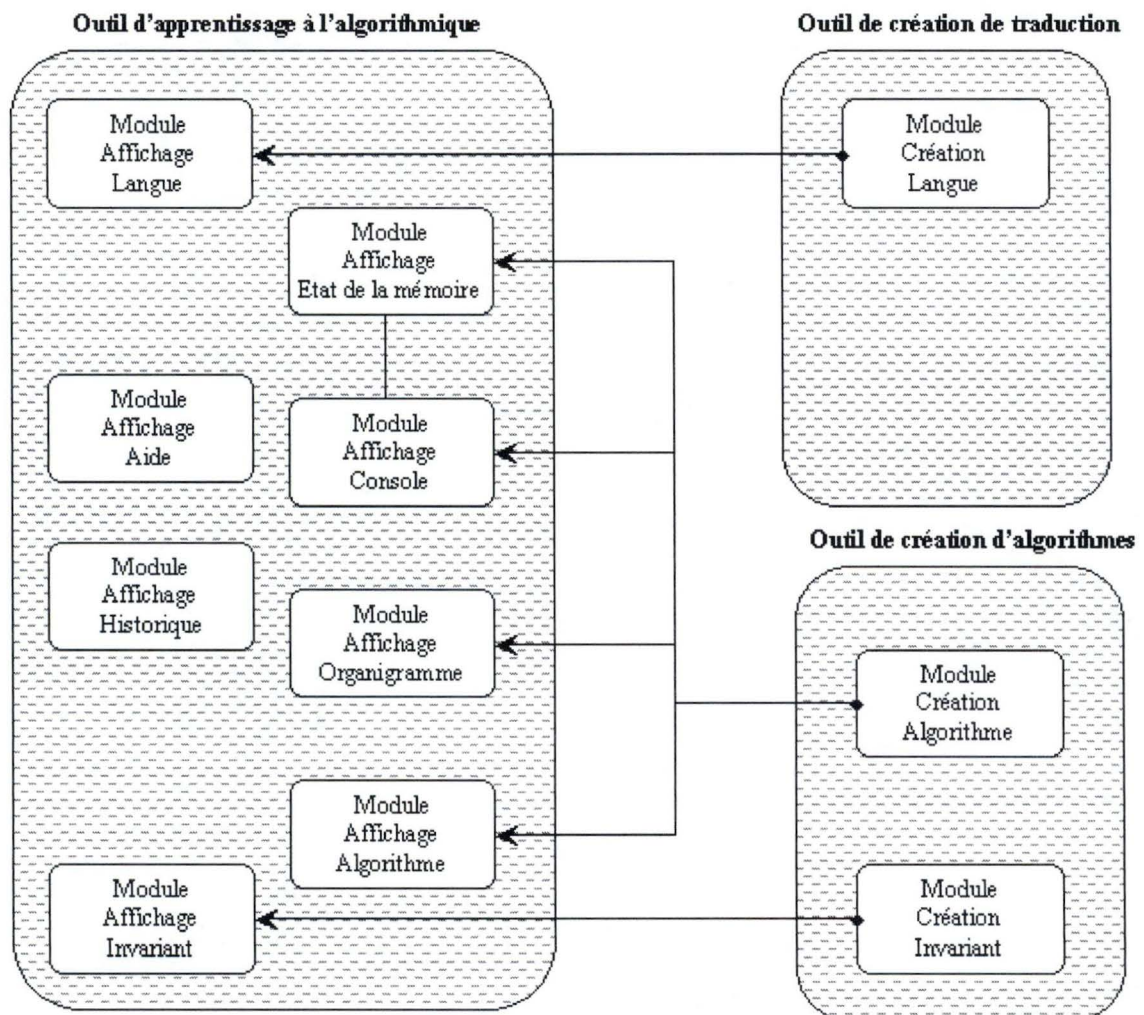 Outil d'apprentissage à l'algorithmique
Module
Affichage
Langue
Module
Affichage
Etat de la mémoire
Module
Affichage
Aide
Module
Affichage
Console
Module
Affichage
Historique
Module
Affichage
Organigramme
Module
Affichage
Algorithme
Module
Affichage
Invariant
Outil de création de traduction
Module
Création
Langue
Outil de création d'algorithmes
Module
Création
Algorithme
Module
Création
Invariant